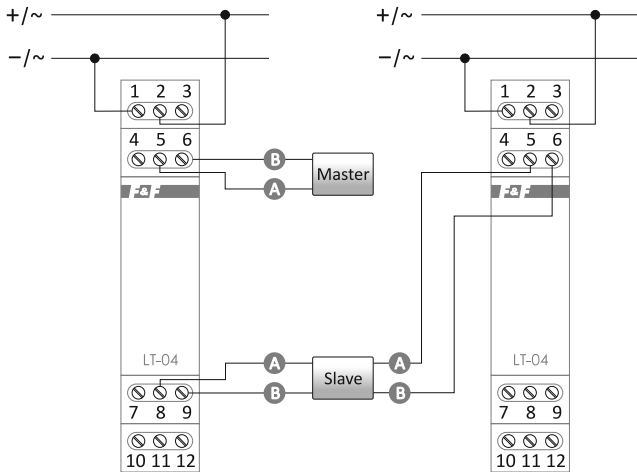 +/~ +/~
−/~ −/~
1 2 3 1 2 3
4 5 6 4 5 6
B
Master
A
F&F F&F
LT-04 LT-04
A A
Slave
B B
7 8 9 7 8 9
10 11 12 10 11 12